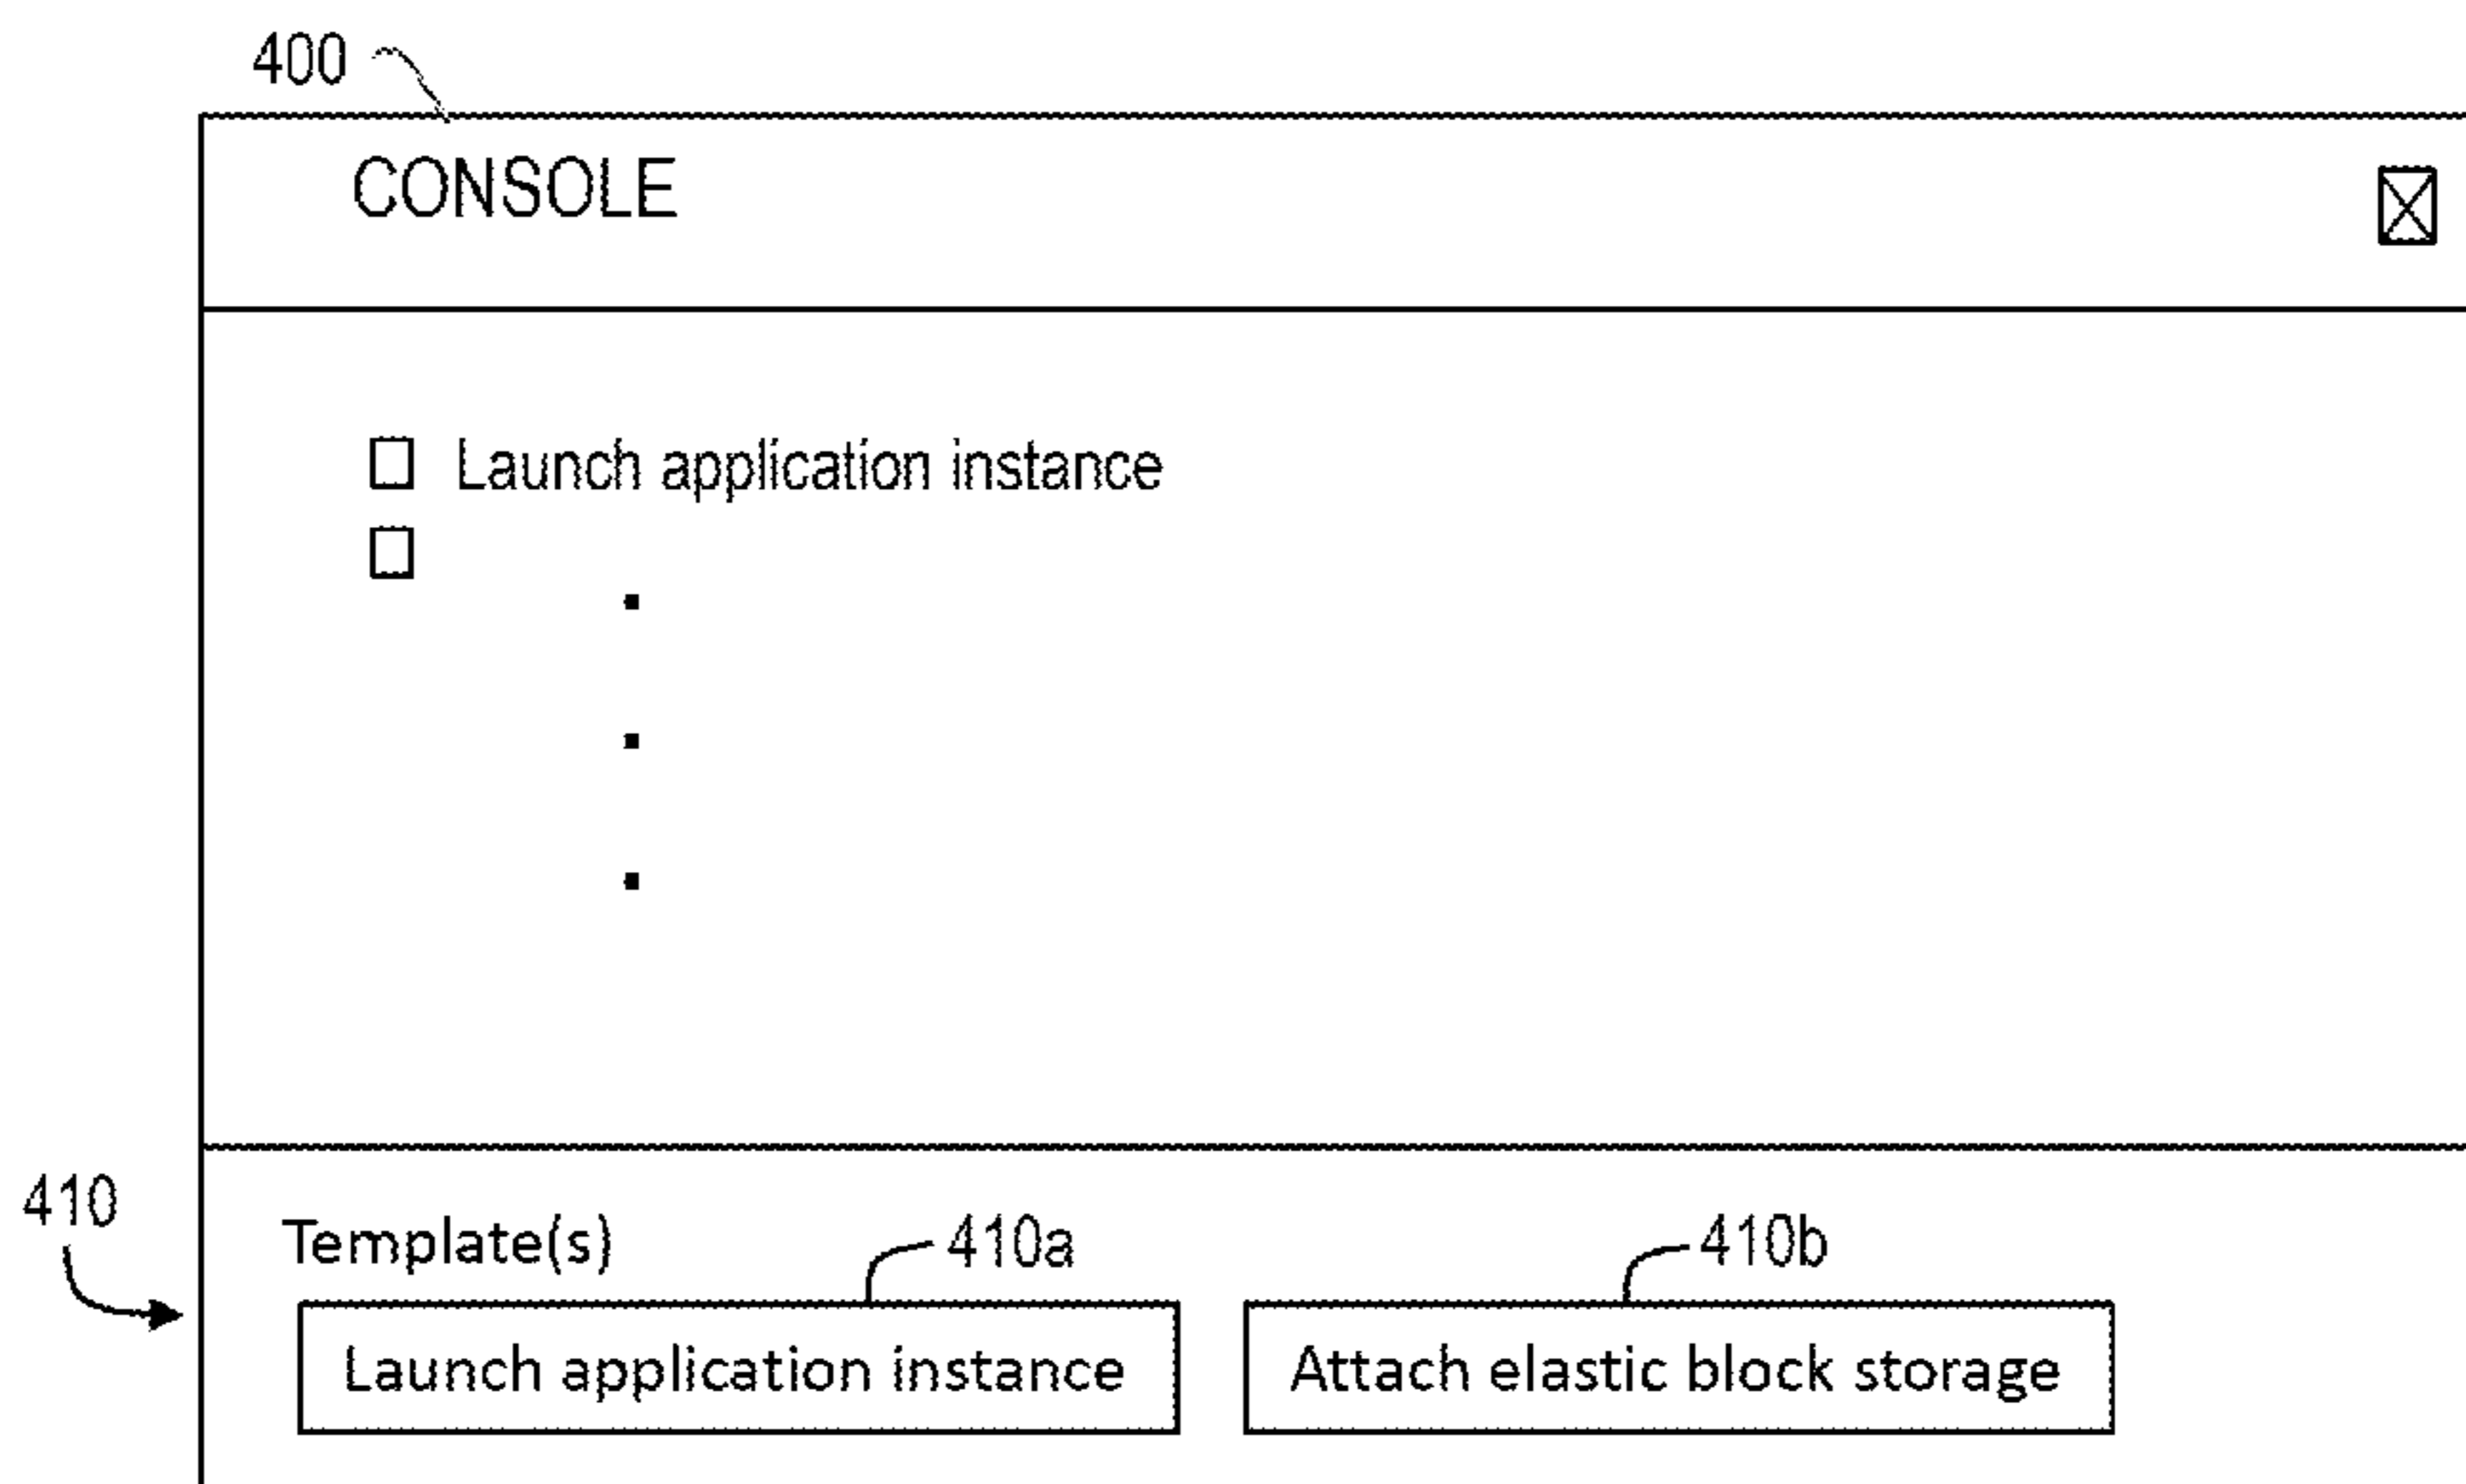 400
CONSOLE
Launch application instance
410
Template(s)
410a
410b
Launch application instance
Attach elastic block storage